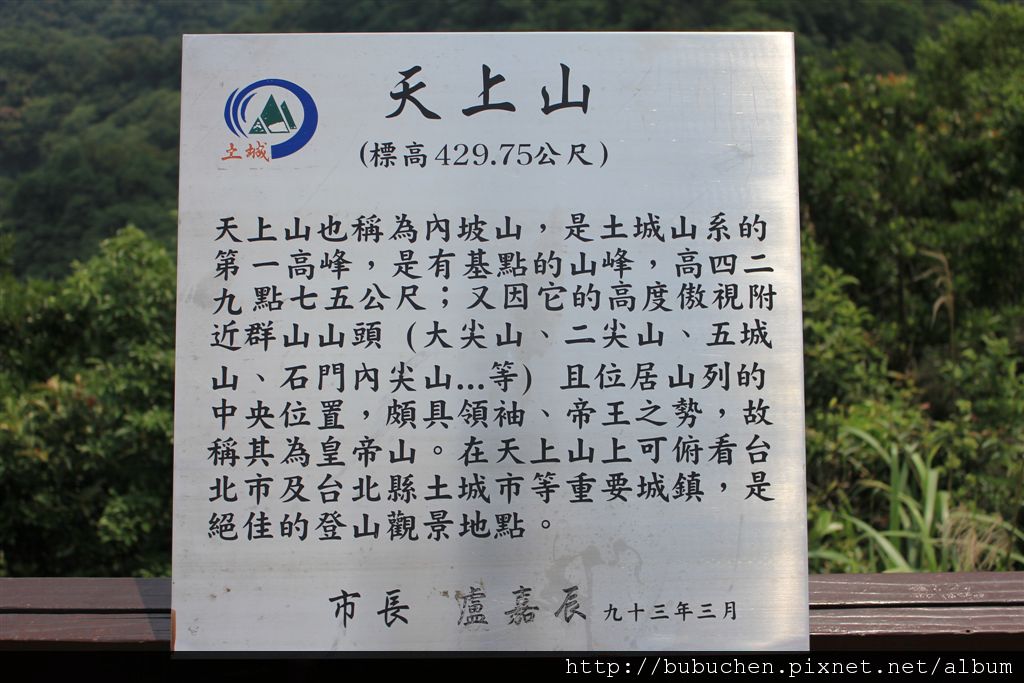 天上山
土城
(標高429.75公尺)
天上山也稱為內坡山，是土城山系的
第一高峰，是有基點的山峰，高四二
九點七五公尺；又因它的高度傲視附
近群山山頭(大尖山、二尖山、五城
山、石門內尖山...等) 且位居山列的
中央位置，頗具領袖、帝王之勢，故
稱其為皇帝山。在天上山上可俯看台
北市及台北縣土城市等重要城鎮，是
絕佳的登山觀景地點。
市長 盧嘉辰 九十三年三月
http://bubuchen.pixnet.net/album